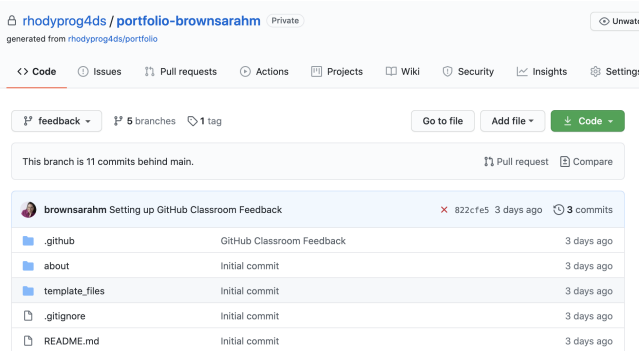 rhodyprog4ds / portfolio-brownsarahm Private
generated from rhodyprog4ds/portfolio
Code Issues Pull requests Actions Projects Wiki Security Insights Settings
feedback 5 branches 1 tag Go to file Add file Code
This branch is 11 commits behind main. Pull request Compare
brownsarahm Setting up GitHub Classroom Feedback 822cfe5 3 days ago 3 commits
.github GitHub Classroom Feedback 3 days ago
about Initial commit 3 days ago
template_files Initial commit 3 days ago
.gitignore Initial commit 3 days ago
README.md Initial commit 3 days ago